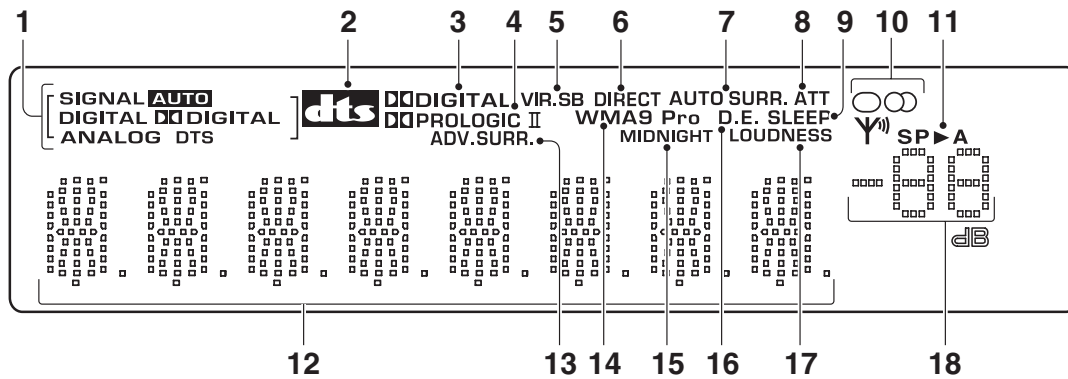 1 2 3 4 5 6 7 8 9 10 11
SIGNAL AUTO dts DIGITAL VIR.SB DIRECT AUTO SURR. ATT
DIGITAL DIGITAL PROLOGIC II WMA9 Pro D.E. SLEEP
ANALOG DTS ADV.SURR. MIDNIGHT LOUDNESS SP►A
dB
12 13 14 15 16 17 18